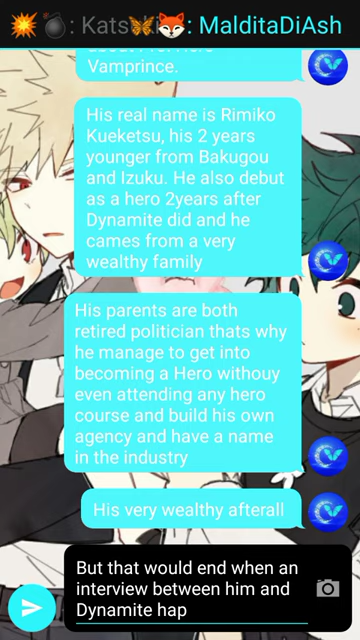 💥💣: Kats🦋🦊: MalditaDiAsh
Vamprince.
His real name is Rimiko
Kueketsu, his 2 years
younger from Bakugou
and Izuku. He also debut
as a hero 2years after
Dynamite did and he
cames from a very
wealthy family
His parents are both
retired politician thats why
he manage to get into
becoming a Hero withouy
even attending any hero
course and build his own
agency and have a name
in the industry
His very wealthy afterall
But that would end when an
interview between him and
Dynamite hap